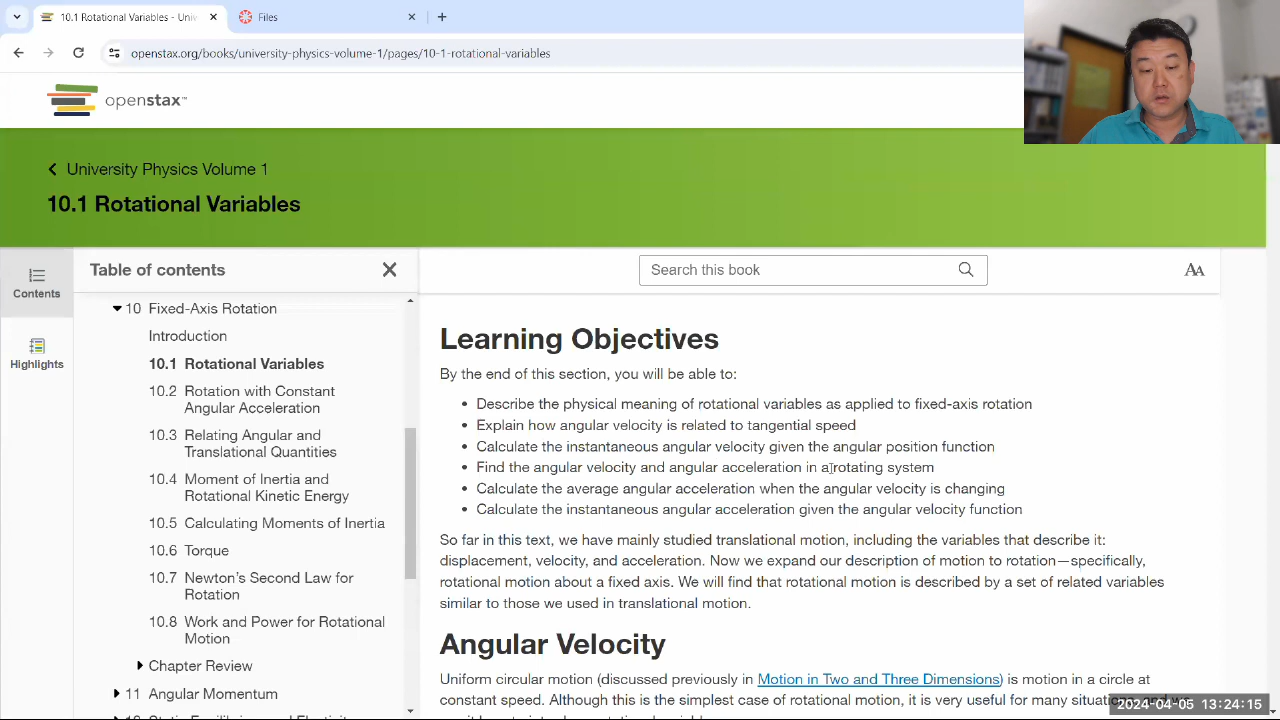 10.1 Rotational Variables - Univ
Files
openstax.org/books/university-physics-volume-1/pages/10-1-rotational-variables
openstax™
University Physics Volume 1
10.1 Rotational Variables
Contents
Highlights
Table of contents
10 Fixed-Axis Rotation
Introduction
10.1 Rotational Variables
10.2 Rotation with Constant
Angular Acceleration
10.3 Relating Angular and
Translational Quantities
10.4 Moment of Inertia and
Rotational Kinetic Energy
10.5 Calculating Moments of Inertia
10.6 Torque
10.7 Newton's Second Law for
Rotation
10.8 Work and Power for Rotational
Motion
Chapter Review
11 Angular Momentum
Search this book
AA
Learning Objectives
By the end of this section, you will be able to:
• Describe the physical meaning of rotational variables as applied to fixed-axis rotation
• Explain how angular velocity is related to tangential speed
• Calculate the instantaneous angular velocity given the angular position function
• Find the angular velocity and angular acceleration in a rotating system
• Calculate the average angular acceleration when the angular velocity is changing
• Calculate the instantaneous angular acceleration given the angular velocity function
So far in this text, we have mainly studied translational motion, including the variables that describe it:
displacement, velocity, and acceleration. Now we expand our description of motion to rotation—specifically,
rotational motion about a fixed axis. We will find that rotational motion is described by a set of related variables
similar to those we used in translational motion.
Angular Velocity
Uniform circular motion (discussed previously in Motion in Two and Three Dimensions) is motion in a circle at
constant speed. Although this is the simplest case of rotational motion, it is very useful for many situations, and we
2024-04-05 13:24:15